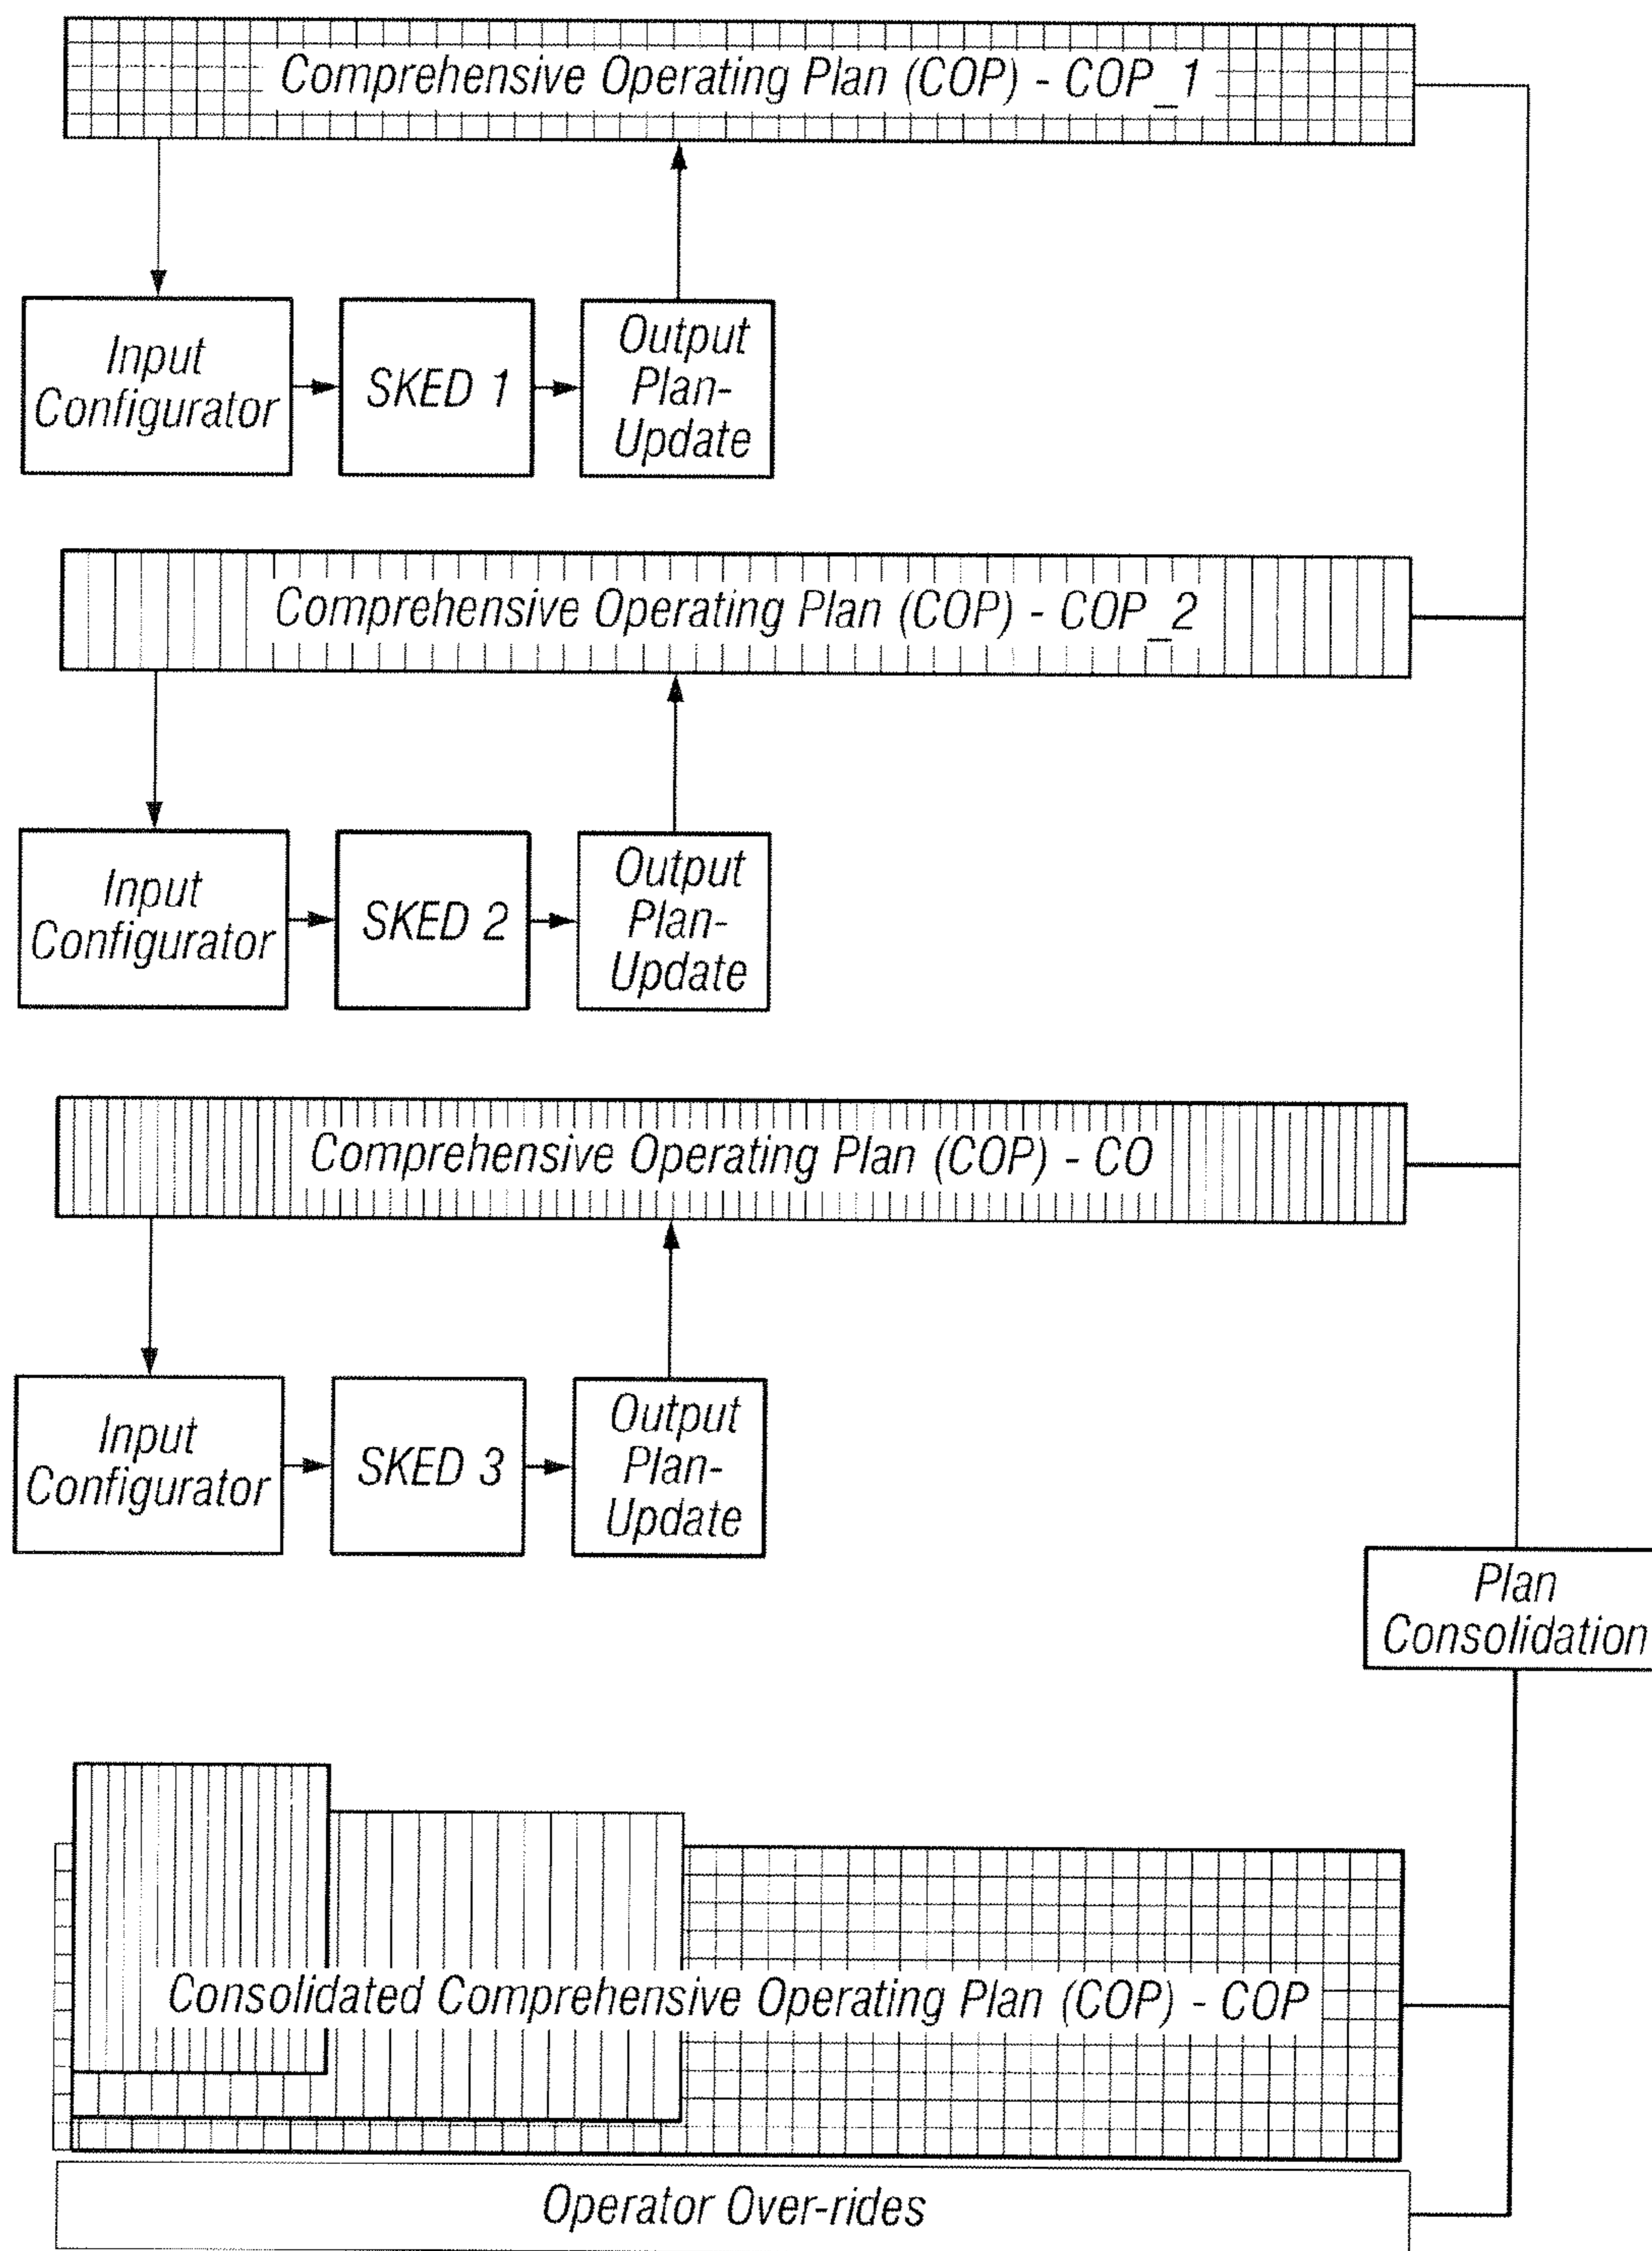 Comprehensive Operating Plan (COP) - COP_1
Input
Configurator
SKED 1
Output
Plan-
Update
Comprehensive Operating Plan (COP) - COP_2
Input
Configurator
SKED 2
Output
Plan-
Update
Comprehensive Operating Plan (COP) - CO
Input
Configurator
SKED 3
Output
Plan-
Update
Plan
Consolidation
Consolidated Comprehensive Operating Plan (COP) - COP
Operator Over-rides